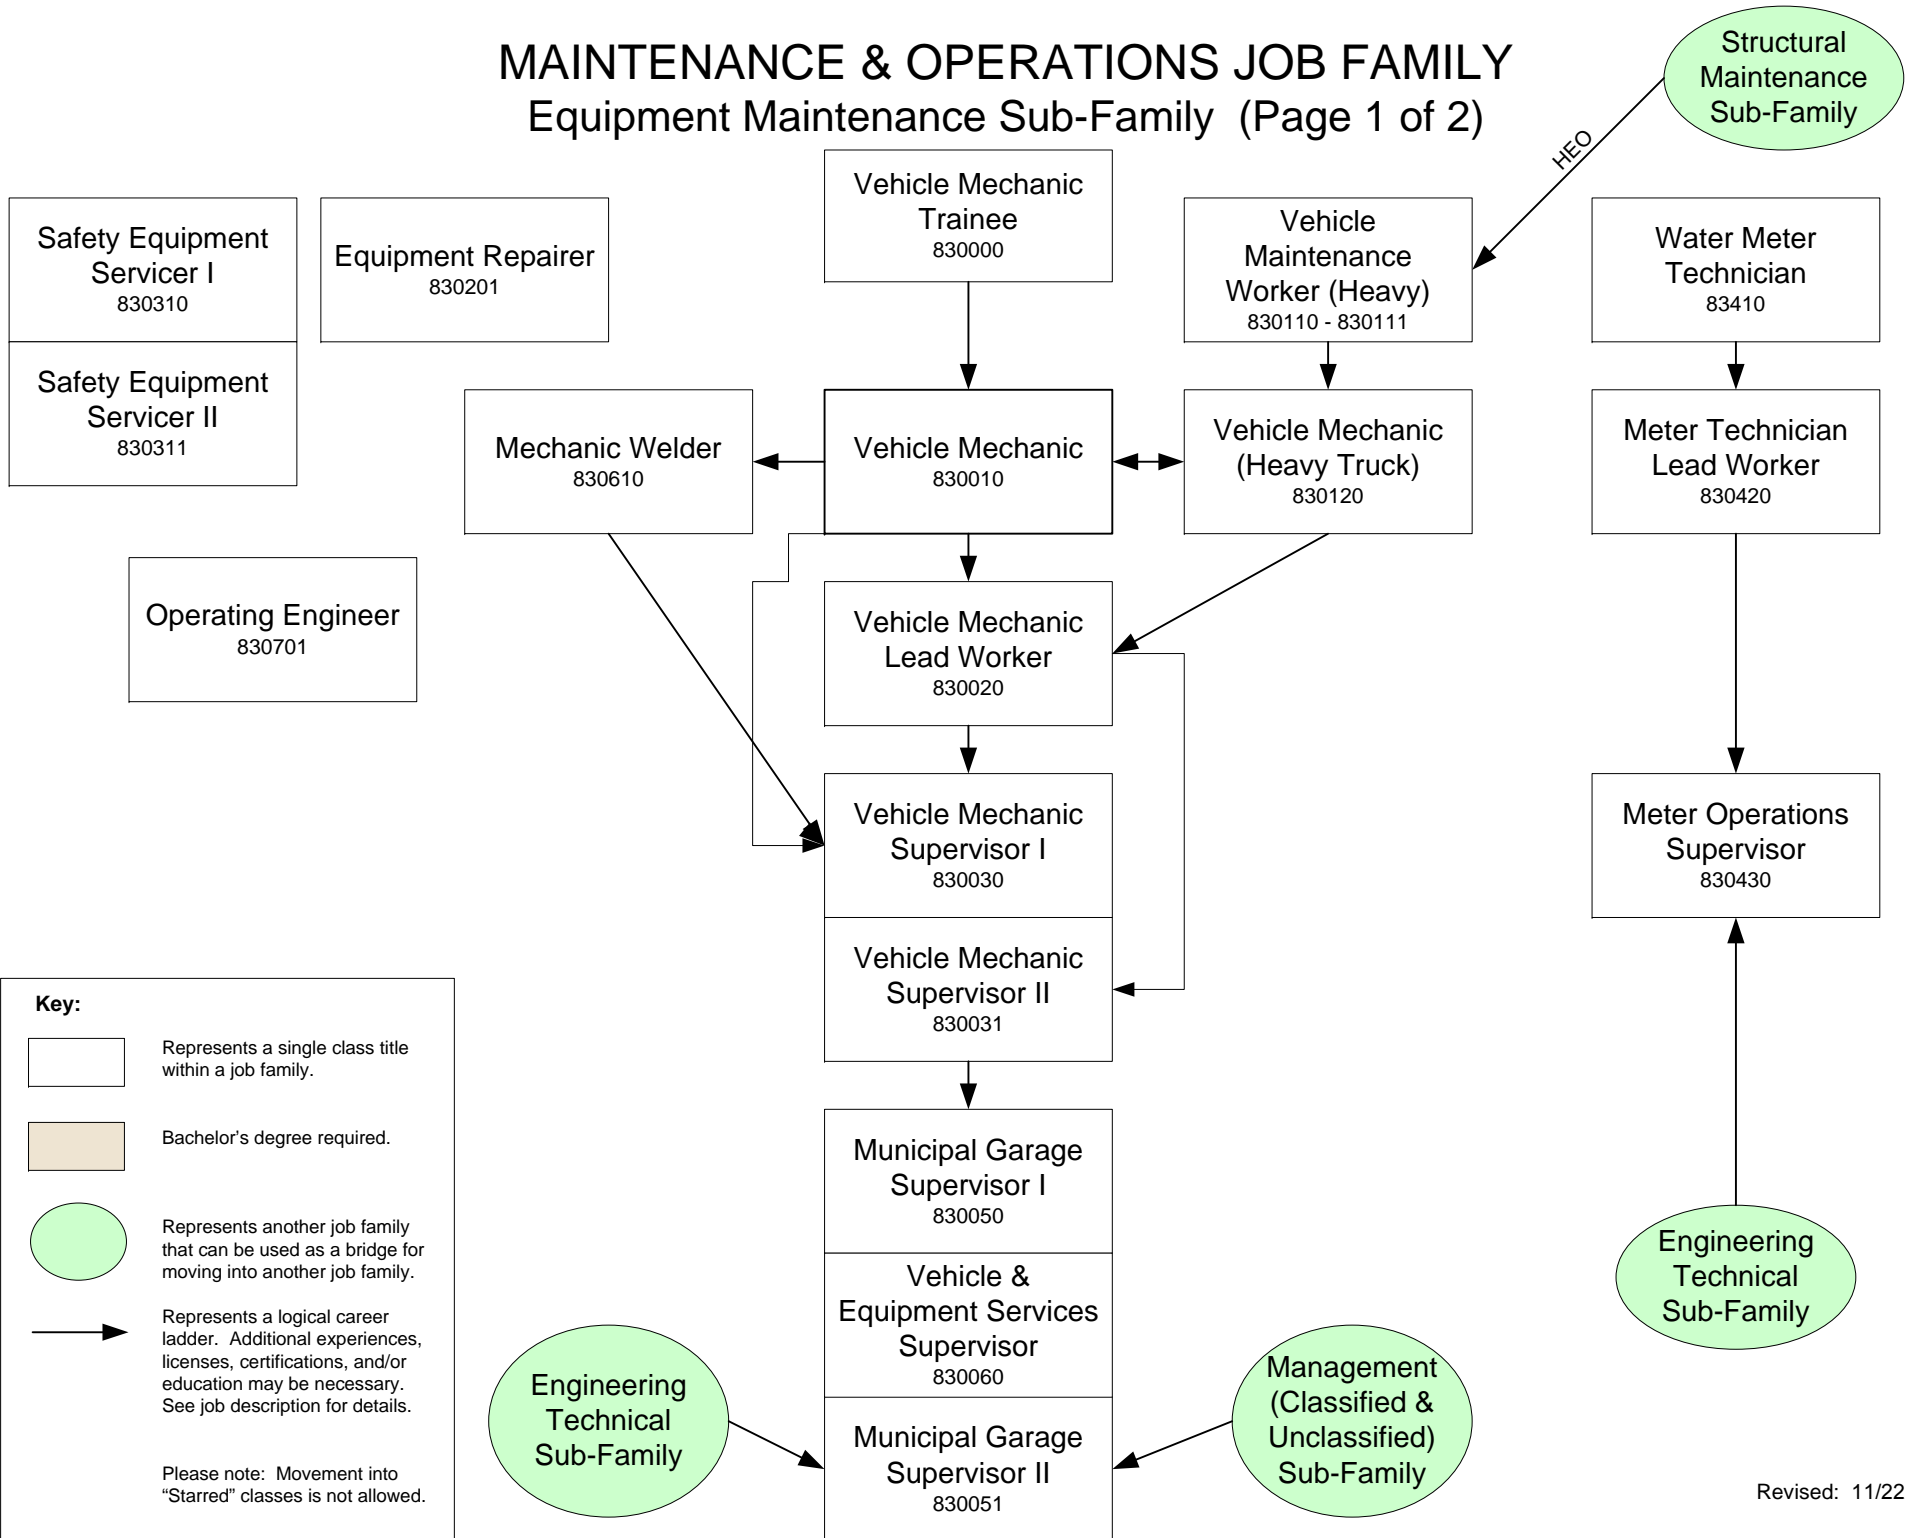 MAINTENANCE & OPERATIONS JOB FAMILY
Equipment Maintenance Sub-Family  (Page 1 of 2)
Structural
Maintenance
Sub-Family
HEO
Safety Equipment
Servicer I
830310
Safety Equipment
Servicer II
830311
Equipment Repairer
830201
Vehicle Mechanic
Trainee
830000
Vehicle
Maintenance
Worker (Heavy)
830110 - 830111
Water Meter
Technician
83410
Mechanic Welder
830610
Vehicle Mechanic
830010
Vehicle Mechanic
(Heavy Truck)
830120
Meter Technician
Lead Worker
830420
Operating Engineer
830701
Vehicle Mechanic
Lead Worker
830020
Vehicle Mechanic
Supervisor I
830030
Meter Operations
Supervisor
830430
Vehicle Mechanic
Supervisor II
830031
Municipal Garage
Supervisor I
830050
Vehicle &
Equipment Services
Supervisor
830060
Municipal Garage
Supervisor II
830051
Engineering
Technical
Sub-Family
Management
(Classified &
Unclassified)
Sub-Family
Engineering
Technical
Sub-Family
Key:
Represents a single class title
within a job family.
Bachelor’s degree required.
Represents another job family
that can be used as a bridge for
moving into another job family.
Represents a logical career
ladder.  Additional experiences,
licenses, certifications, and/or
education may be necessary.
See job description for details.
Please note:  Movement into
“Starred” classes is not allowed.
Revised:  11/22